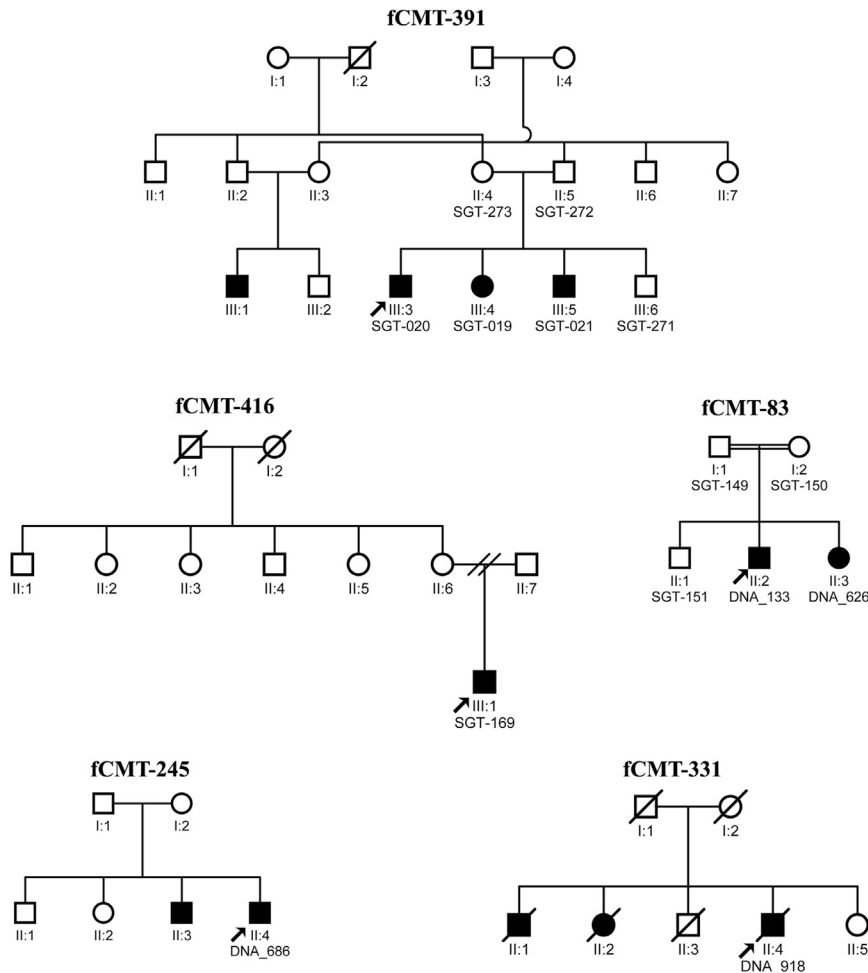 fCMT-391
I:1 I:2 I:3 I:4
II:1 II:2 II:3 II:4 II:5 II:6 II:7
SGT-273 SGT-272
III:1 III:2 III:3 III:4 III:5 III:6
SGT-020 SGT-019 SGT-021 SGT-271
fCMT-416
I:1 I:2
II:1 II:2 II:3 II:4 II:5 II:6 II:7
III:1
SGT-169
fCMT-83
I:1 I:2
SGT-149 SGT-150
II:1 II:2 II:3
SGT-151 DNA_133 DNA_626
fCMT-245
I:1 I:2
II:1 II:2 II:3 II:4
DNA_686
fCMT-331
I:1 I:2
II:1 II:2 II:3 II:4 II:5
DNA_918